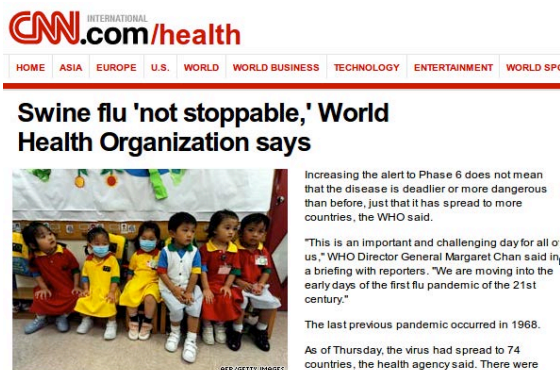 CNN INTERNATIONAL .com/health
HOME ASIA EUROPE U.S. WORLD WORLD BUSINESS TECHNOLOGY ENTERTAINMENT WORLD SPO
Swine flu 'not stoppable,' World
Health Organization says
Increasing the alert to Phase 6 does not mean
that the disease is deadlier or more dangerous
than before, just that it has spread to more
countries, the WHO said.
"This is an important and challenging day for all of
us," WHO Director General Margaret Chan said in
a briefing with reporters. "We are moving into the
early days of the first flu pandemic of the 21st
century."
The last previous pandemic occurred in 1968.
As of Thursday, the virus had spread to 74
countries, the health agency said. There were
AFP/GETTY IMAGES